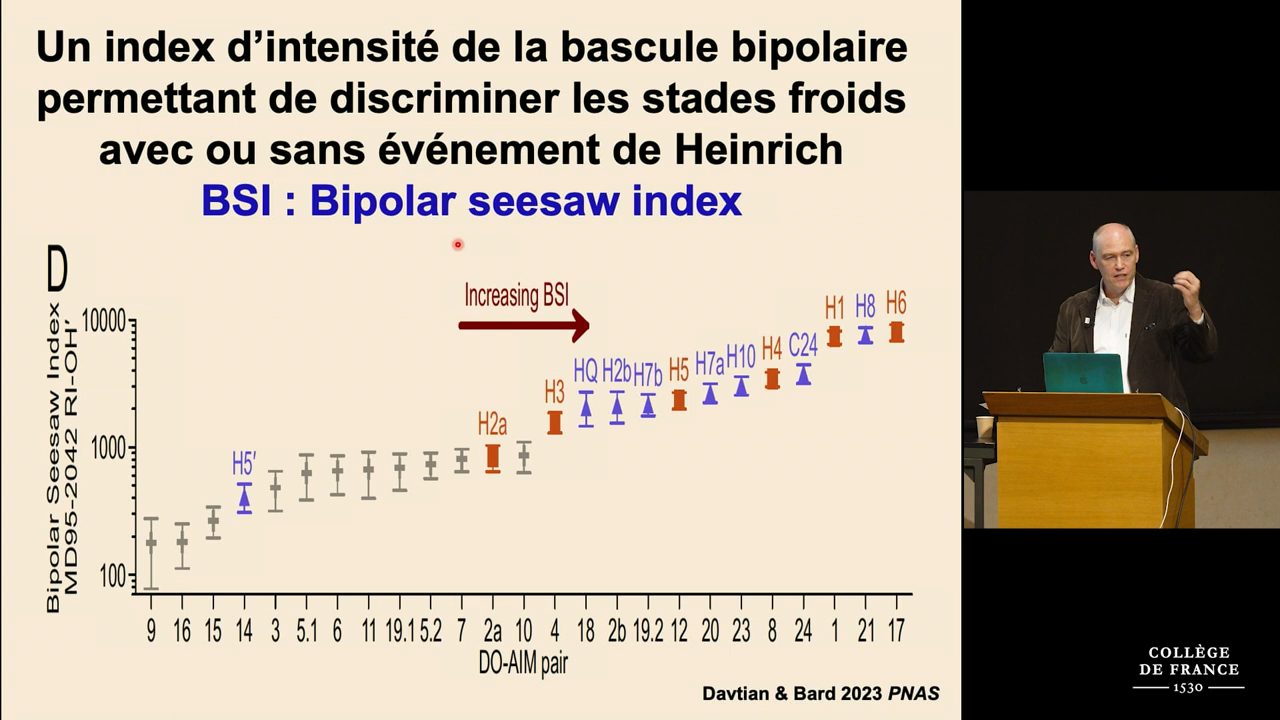 Un index d’intensité de la bascule bipolaire
permettant de discriminer les stades froids
avec ou sans événement de Heinrich
BSI : Bipolar seesaw index
D
Increasing BSI
Bipolar Seesaw Index
MD95-2042 RI-OH'
10000
1000
100
H5' H2a H3 HQ H2b H7b H5 H7a H10 H4 C24 H1 H8 H6
9 16 15 14 3 5.1 6 11 19.1 5.2 7 2a 10 4 18 2b 19.2 12 20 23 8 24 1 21 17
DO-AIM pair
Davtian & Bard 2023 PNAS
COLLÈGE
DE FRANCE
1530